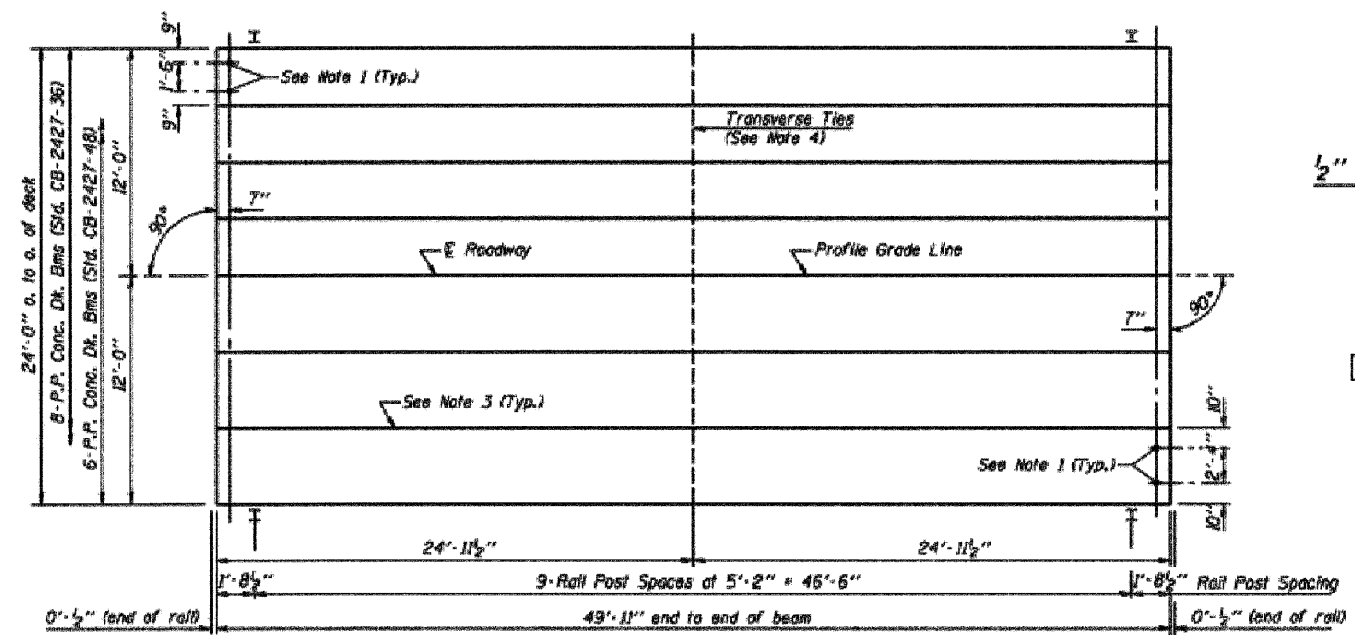 9"
1'-6"
9"
See Note 1 (Typ.)
Transverse Ties
(See Note 4)
24'-0" o. to o. of deck
8-P.P. Conc. Dk. Bms (Std. CB-2427-36)
6-P.P. Conc. Dk. Bms (Std. CB-2427-48)
12'-0"
12'-0"
90°
7"
℄ Roadway
Profile Grade Line
1/2"
7"
90°
See Note 3 (Typ.)
See Note 1 (Typ.)
10"
2'-4"
10"
24'-11½"
24'-11½"
1'-8½"
9-Rail Post Spaces at 5'-2" = 46'-6"
1'-8½" Rail Post Spacing
0'-½" (end of rail)
49'-11" end to end of beam
0'-½" (end of rail)